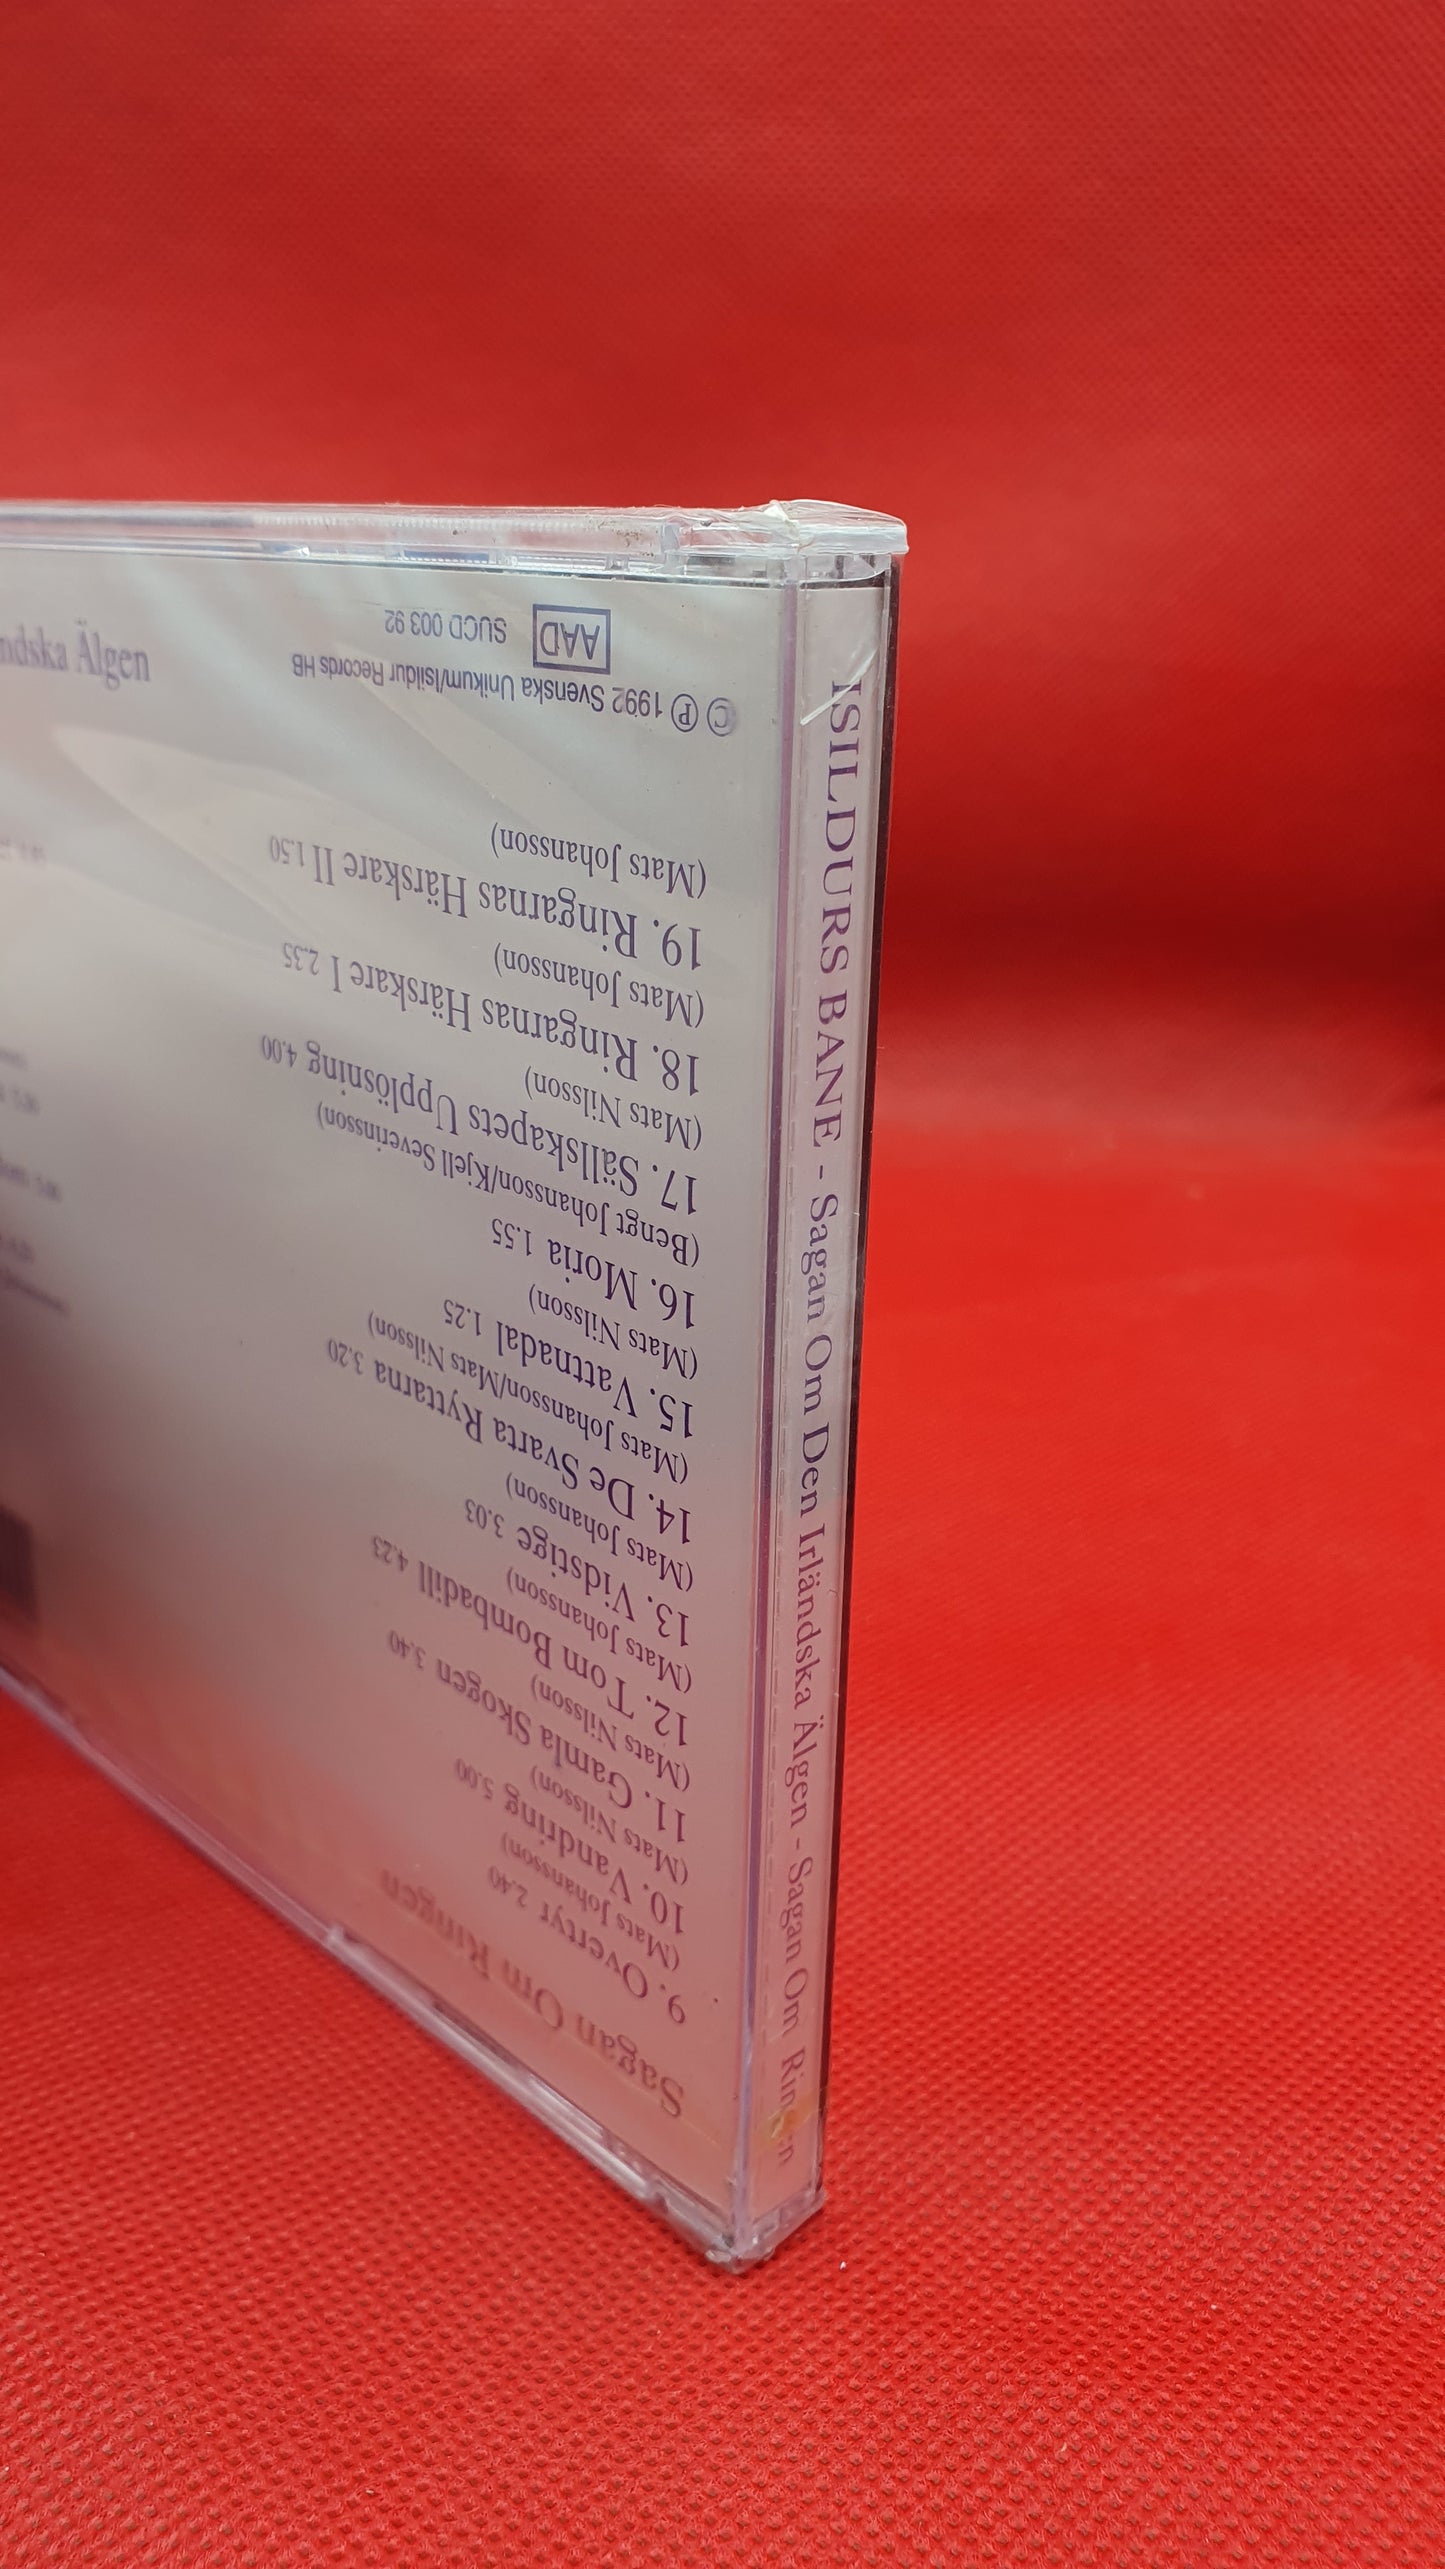 ISILDURS BANE - Sagan Om Den Irländska Älgen - Sagan Om Ringen
Sagan Om Ringen
9. Overtyr 2.40
(Mats Johansson)
10. Vandring 5.00
(Mats Nilsson)
11. Gamla Skogen 3.40
(Mats Nilsson)
12. Tom Bombadill 4.23
(Mats Johansson)
13. Vidstige 3.03
(Mats Johansson)
14. De Svarta Ryttarna 3.20
(Mats Johansson/Mats Nilsson)
15. Vattnadal 1.25
(Mats Nilsson)
16. Moria 1.55
(Bengt Johansson/Kjell Severinsson)
17. Sällskapets Upplösning 4.00
(Mats Nilsson)
18. Ringarnas Härskare I 2.35
(Mats Johansson)
19. Ringarnas Härskare II 1.50
(Mats Johansson)
© ℗ 1992 Svenska Unikum/Isildur Records HB
AAD SUCD 003 92
ndska Älgen